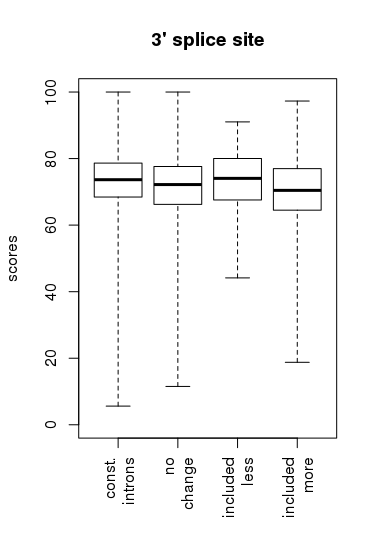 3' splice site
scores
100
80
60
40
20
0
const.
introns
no
change
included
less
included
more